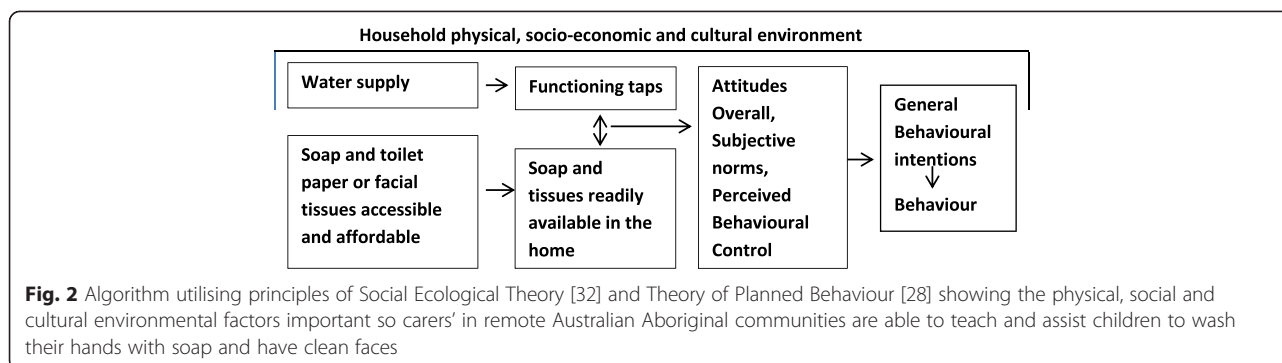 Household physical, socio-economic and cultural environment
Water supply
Functioning taps
Attitudes
Overall,
Subjective
norms,
Perceived
Behavioural
Control
General
Behavioural
intentions
Behaviour
Soap and toilet
paper or facial
tissues accessible
and affordable
Soap and
tissues readily
available in the
home
Fig. 2 Algorithm utilising principles of Social Ecological Theory [32] and Theory of Planned Behaviour [28] showing the physical, social and
cultural environmental factors important so carers' in remote Australian Aboriginal communities are able to teach and assist children to wash
their hands with soap and have clean faces